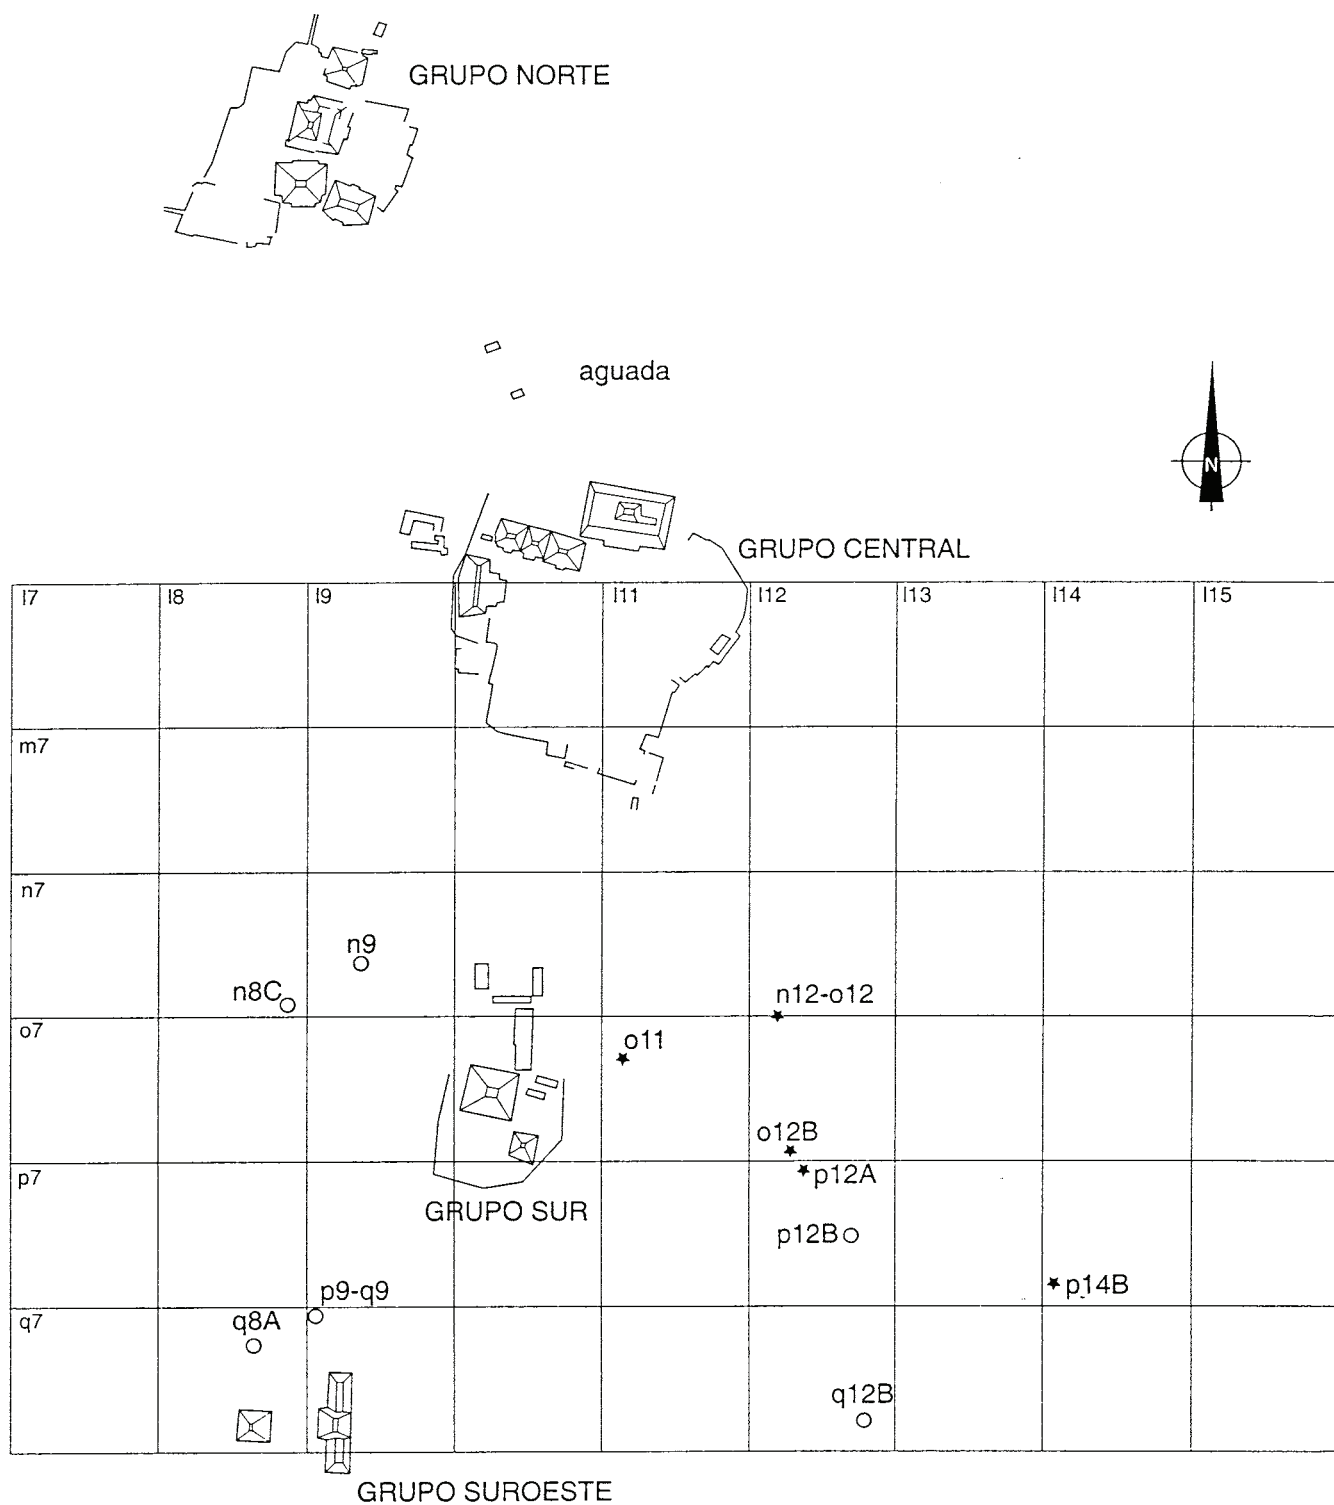 GRUPO NORTE
aguada
N
GRUPO CENTRAL
l7 l8 l9 l11 l12 l13 l14 l15
m7
n7
n9
n8C
n12-o12
o7
o11
o12B
p7
p12A
GRUPO SUR
p12B
p14B
p9-q9
q7
q8A
q12B
GRUPO SUROESTE